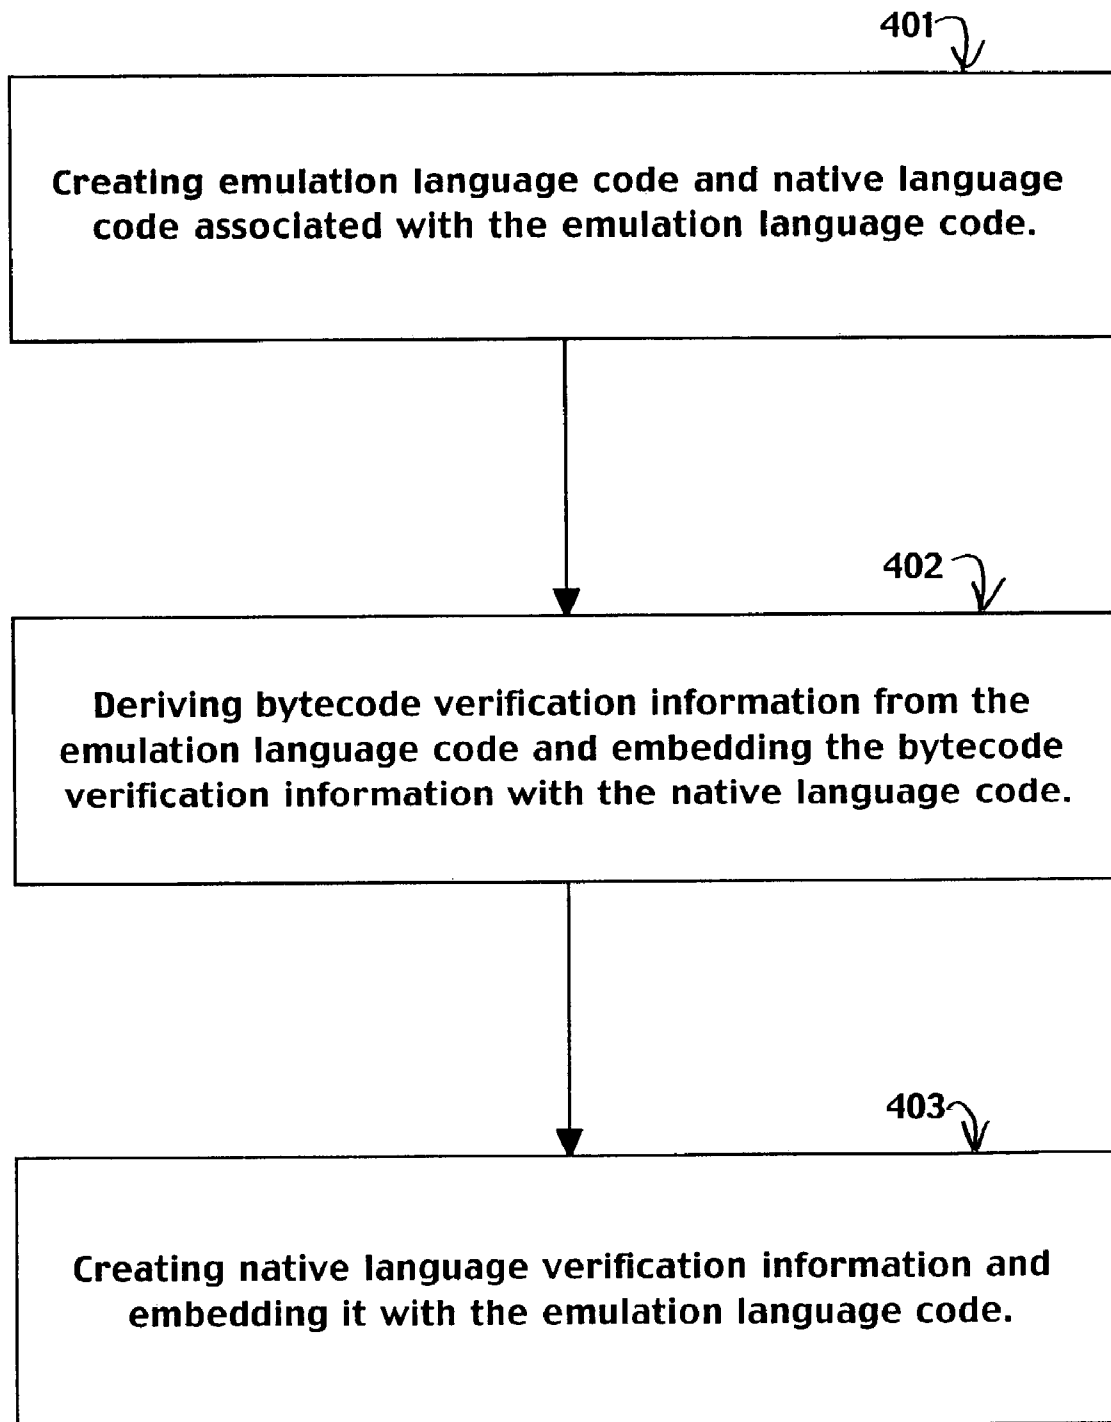 401
Creating emulation language code and native language
code associated with the emulation language code.
402
Deriving bytecode verification information from the
emulation language code and embedding the bytecode
verification information with the native language code.
403
Creating native language verification information and
embedding it with the emulation language code.